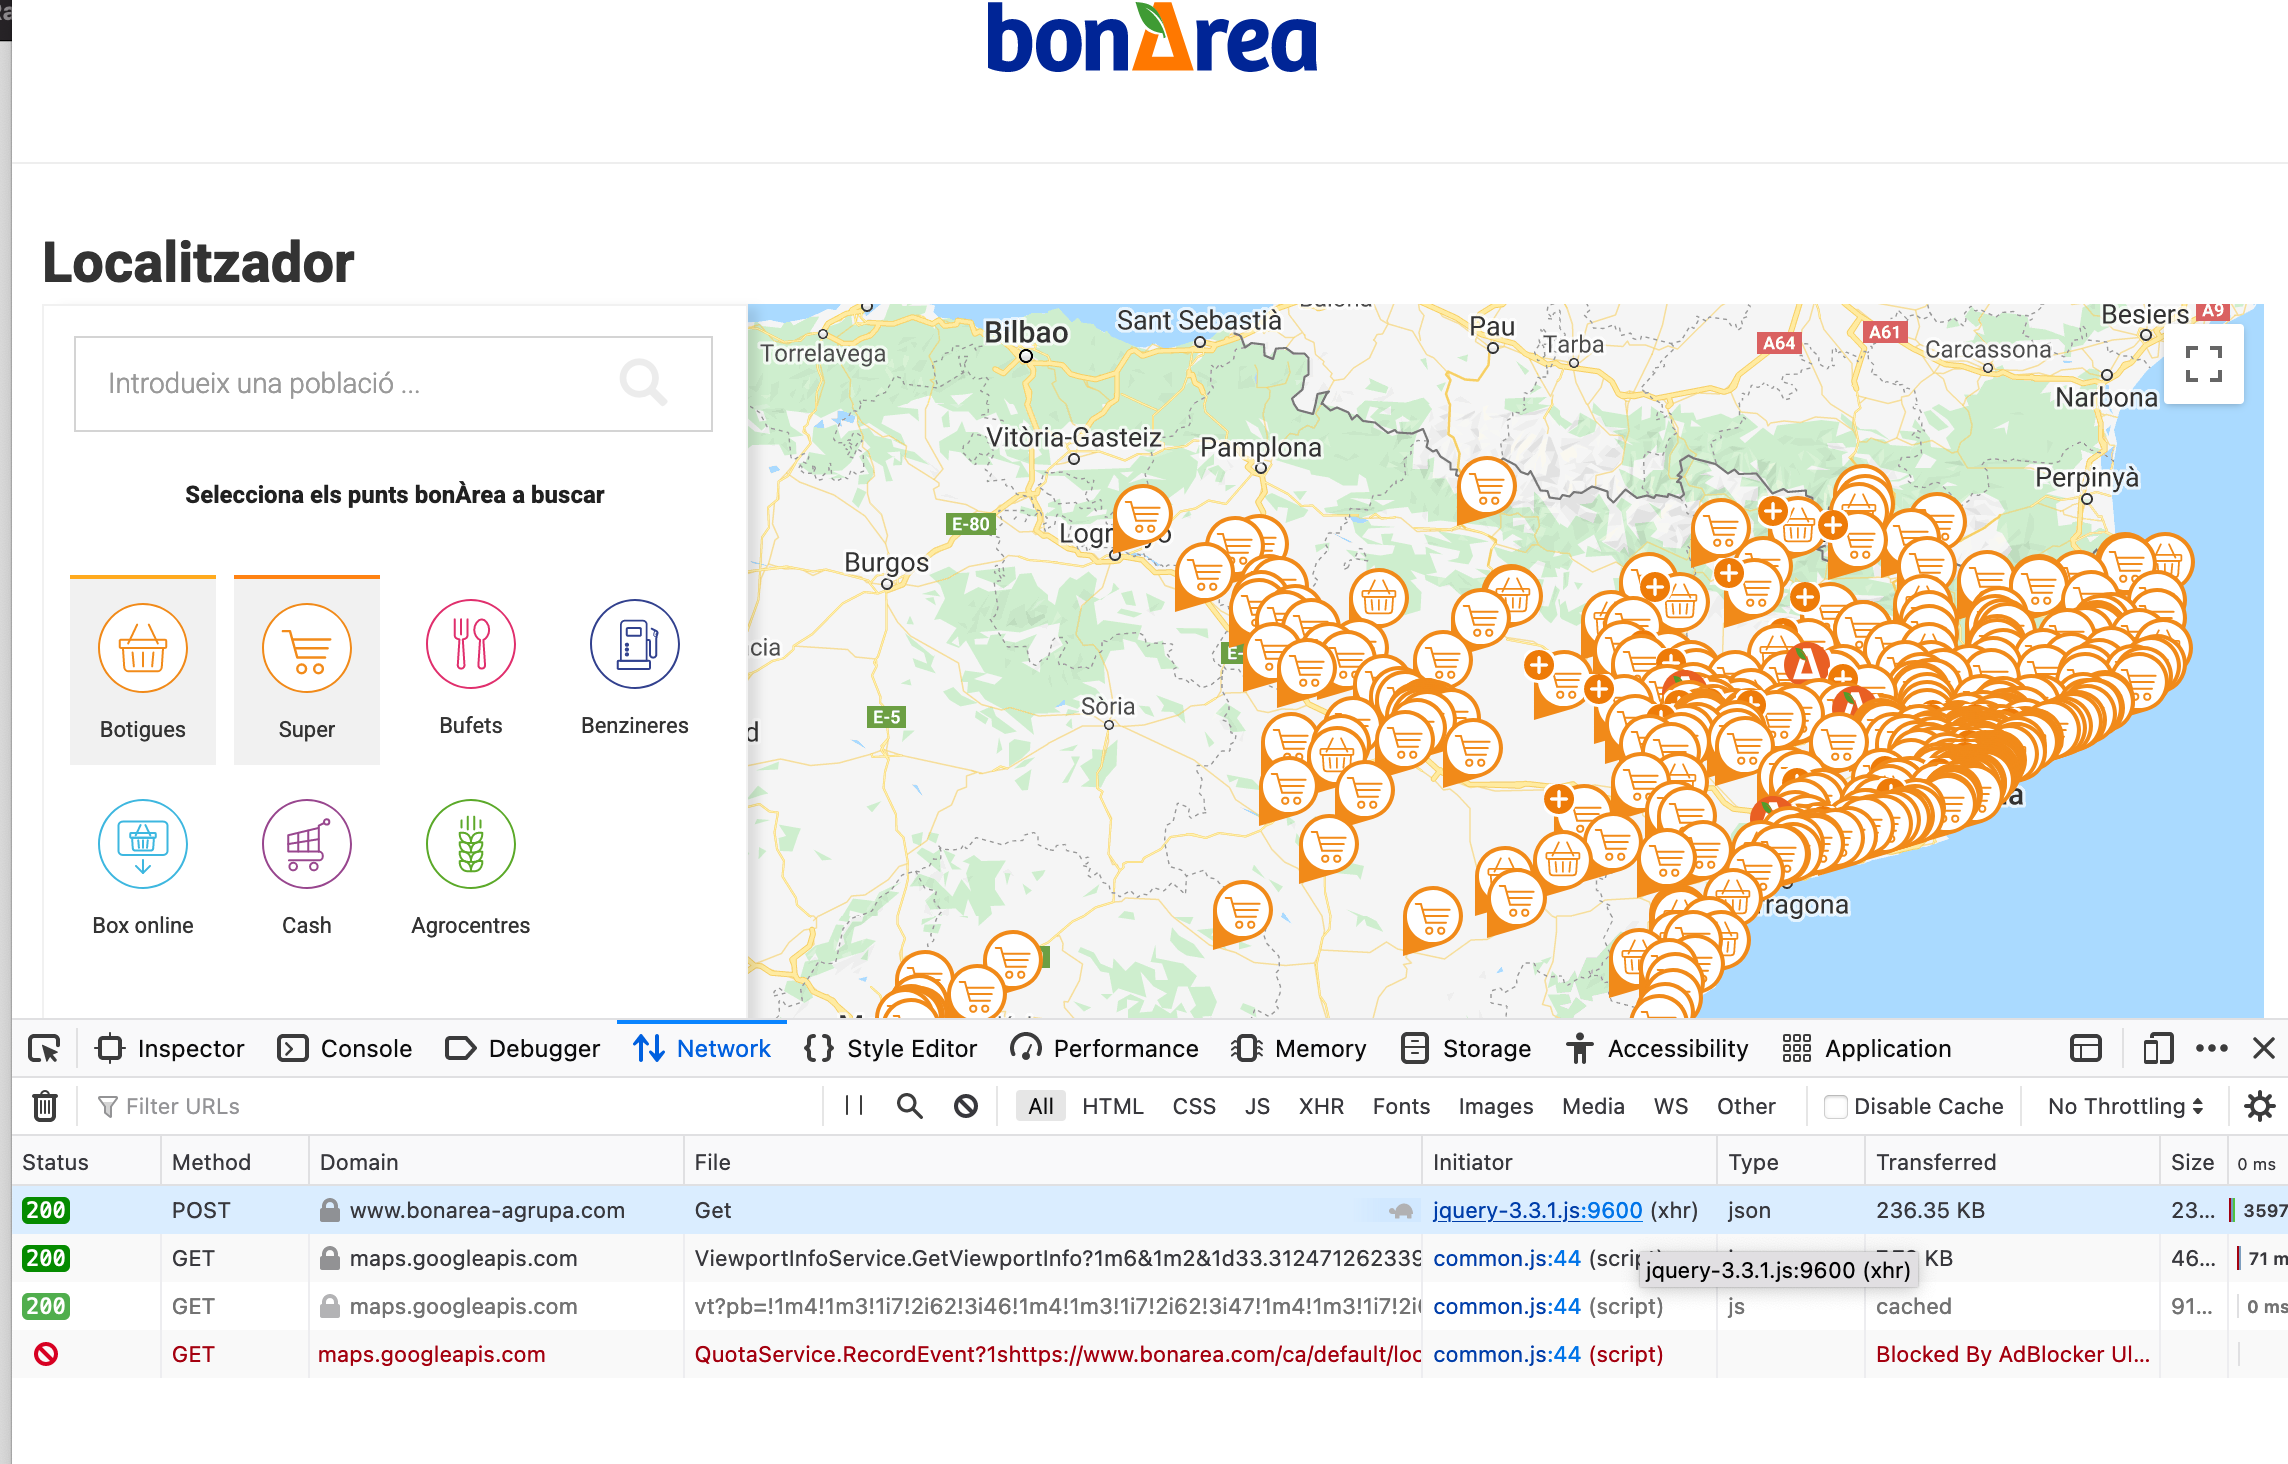 bonÀrea
Localitzador
Introdueix una població ...
Selecciona els punts bonÀrea a buscar
Botigues
Super
Bufets
Benzineres
Box online
Cash
Agrocentres
Torrelavega
Bilbao
Sant Sebastià
Pau
Tarba
A64
A61
Carcassona
Besiers
A9
Narbona
Vitòria-Gasteiz
Pamplona
Perpinyà
E-80
Burgos
E-5
Sòria
Inspector
Console
Debugger
Network
Style Editor
Performance
Memory
Storage
Accessibility
Application
Filter URLs
All HTML CSS JS XHR Fonts Images Media WS Other
Disable Cache
No Throttling
Status Method Domain File Initiator Type Transferred Size 0 ms
200 POST www.bonarea-agrupa.com Get jquery-3.3.1.js:9600 (xhr) json 236.35 KB 23... 3597
200 GET maps.googleapis.com ViewportInfoService.GetViewportInfo?1m6&1m2&1d33.312471262339 common.js:44 KB 46... 71 m
jquery-3.3.1.js:9600 (xhr)
200 GET maps.googleapis.com vt?pb=!1m4!1m3!1i7!2i62!3i46!1m4!1m3!1i7!2i62!3i47!1m4!1m3!1i7!2i common.js:44 (script) js cached 91... 0 ms
GET maps.googleapis.com QuotaService.RecordEvent?1shttps://www.bonarea.com/ca/default/loc common.js:44 (script) Blocked By AdBlocker Ul...